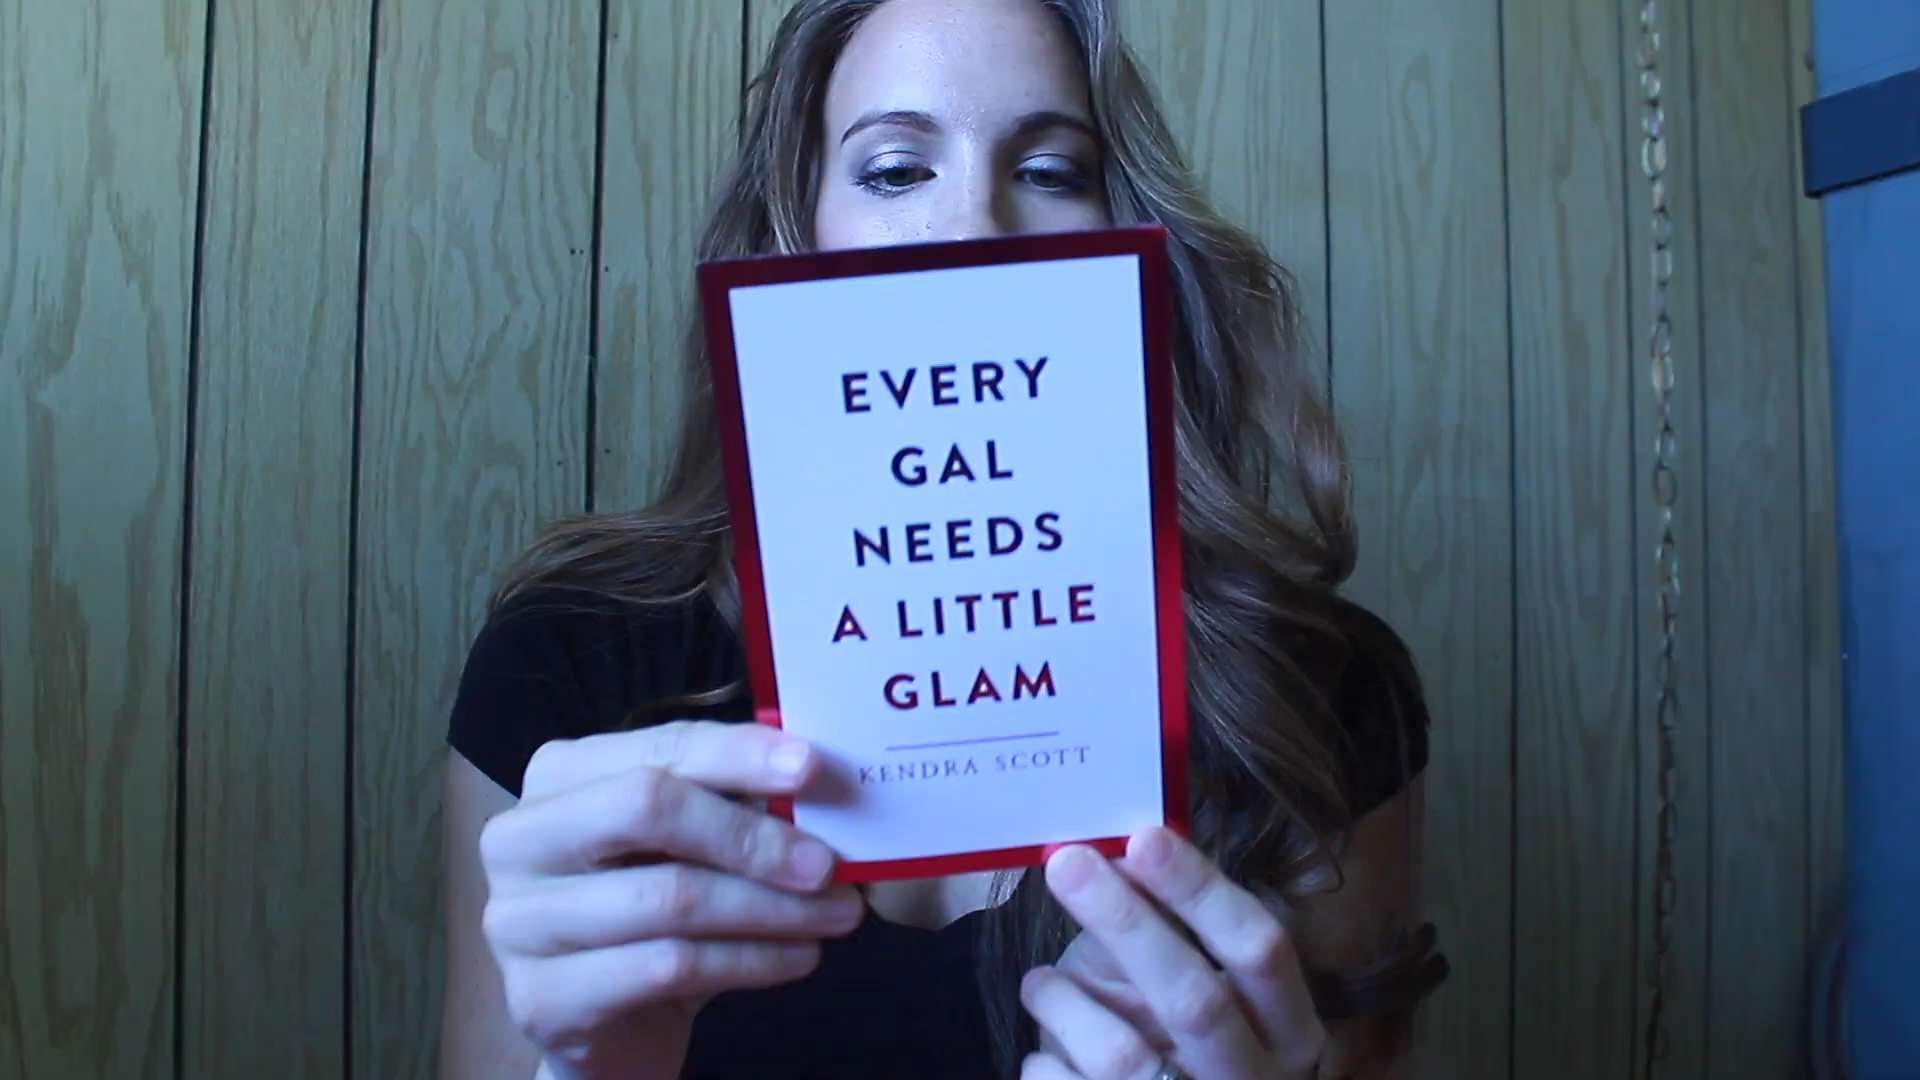 EVERY
GAL
NEEDS
A LITTLE
GLAM
KENDRA SCOTT